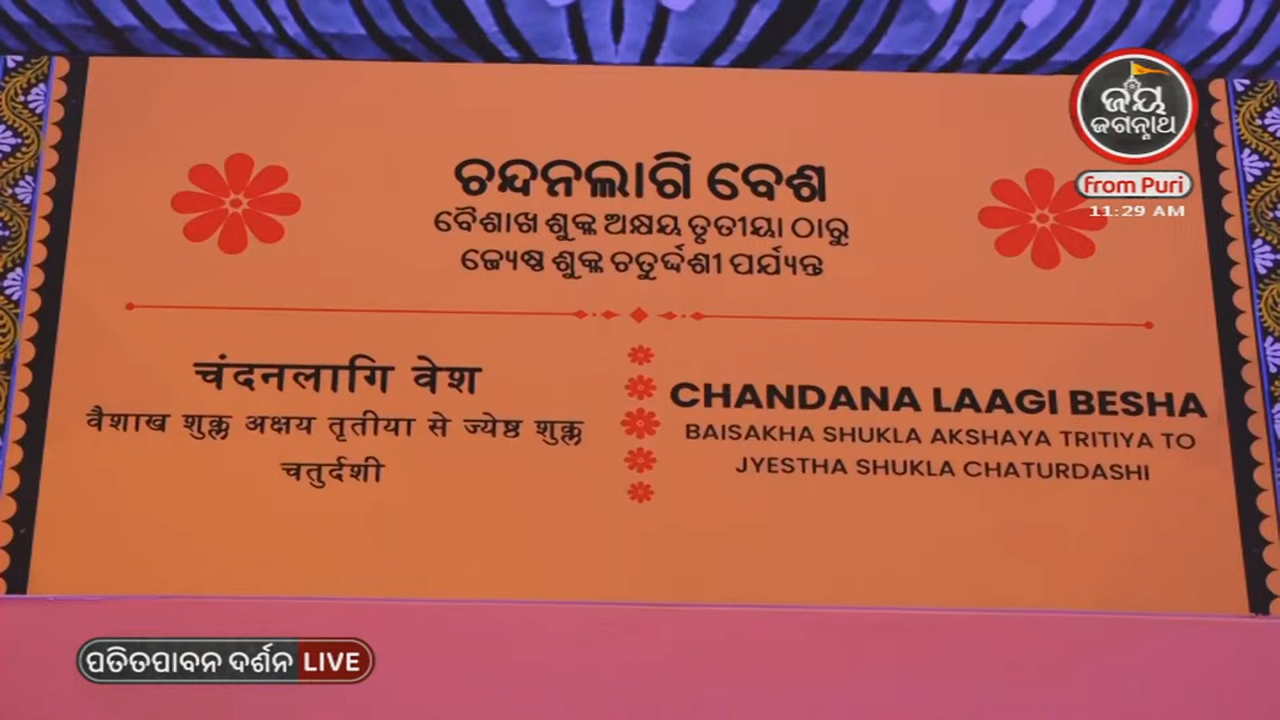 ଚନ୍ଦନଲାଗି ବେଶ
ବୈଶାଖ ଶୁକ୍ଳ ଅକ୍ଷୟ ତୃତୀୟା ଠାରୁ
ଜ୍ୟେଷ୍ଠ ଶୁକ୍ଳ ଚତୁର୍ଦ୍ଦଶୀ ପର୍ଯ୍ୟନ୍ତ
चंदनलागि वेश
वैशाख शुक्ल अक्षय तृतीया से ज्येष्ठ शुक्ल
चतुर्दशी
CHANDANA LAAGI BESHA
BAISAKHA SHUKLA AKSHAYA TRITIYA TO
JYESTHA SHUKLA CHATURDASHI
ଜୟ
ଜଗନ୍ନାଥ
from Puri
11:29 AM
ପତିତପାବନ ଦର୍ଶନ LIVE